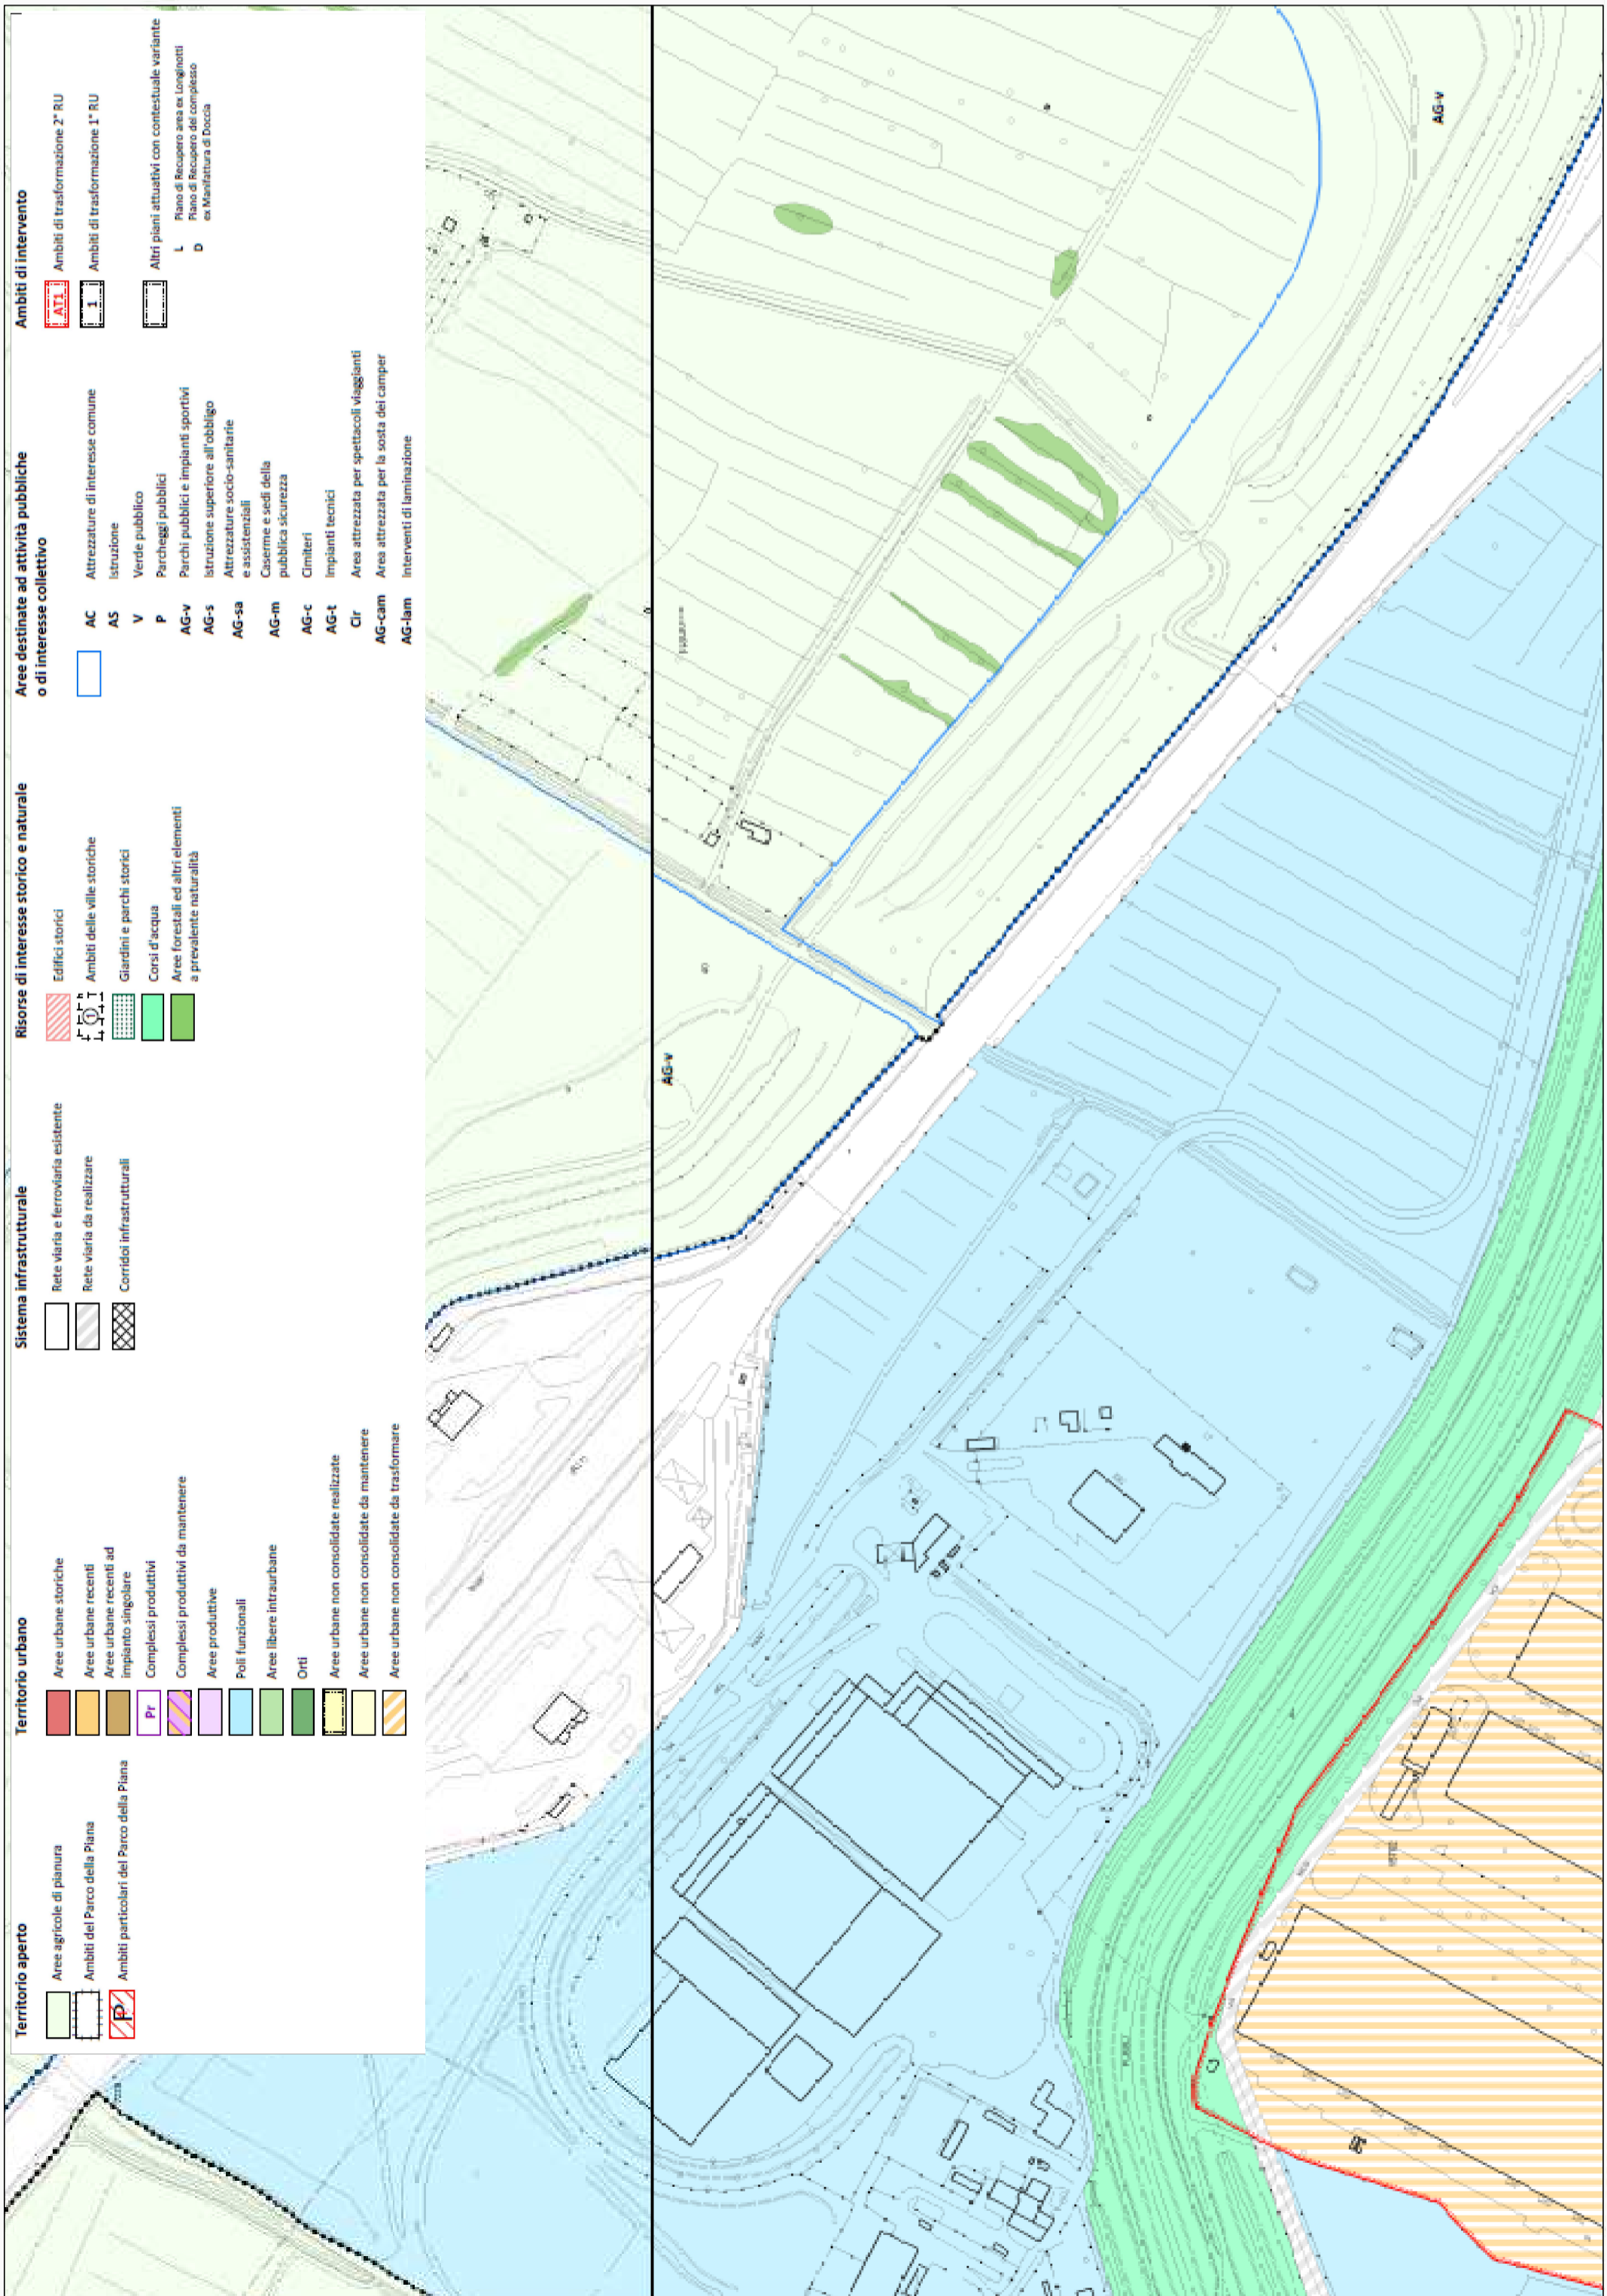 Territorio aperto
Aree agricole di pianura
Ambiti del Parco della Piana
P
Ambiti particolari del Parco della Piana
Territorio urbano
Aree urbane storiche
Aree urbane recenti
Aree urbane recenti ad
impianto singolare
Pr
Complessi produttivi
Complessi produttivi da mantenere
Aree produttive
Poli funzionali
Aree libere intraurbane
Orti
Aree urbane non consolidate realizzate
Aree urbane non consolidate da mantenere
Aree urbane non consolidate da trasformare
Sistema infrastrutturale
Rete viaria e ferroviaria esistente
Rete viaria da realizzare
Corridoi infrastrutturali
Risorse di interesse storico e naturale
Edifici storici
1
Ambiti delle ville storiche
Giardini e parchi storici
Corsi d'acqua
Aree forestali ed altri elementi
a prevalente naturalità
Aree destinate ad attività pubbliche
o di interesse collettivo
AC Attrezzature di interesse comune
AS Istruzione
V Verde pubblico
P Parcheggi pubblici
AG-v Parchi pubblici e impianti sportivi
AG-s Istruzione superiore all'obbligo
AG-sa Attrezzature socio-sanitarie
e assistenziali
AG-m Caserme e sedi della
pubblica sicurezza
AG-c Cimiteri
AG-t Impianti tecnici
Cir Area attrezzata per spettacoli viaggianti
AG-cam Area attrezzata per la sosta dei camper
AG-lam Interventi di laminazione
Ambiti di intervento
AT1 Ambiti di trasformazione 2° RU
1 Ambiti di trasformazione 1° RU
Altri piani attuativi con contestuale variante
L Piano di Recupero area ex Longinotti
D Piano di Recupero del complesso
ex Manifattura di Doccia
AG-v
AG-v